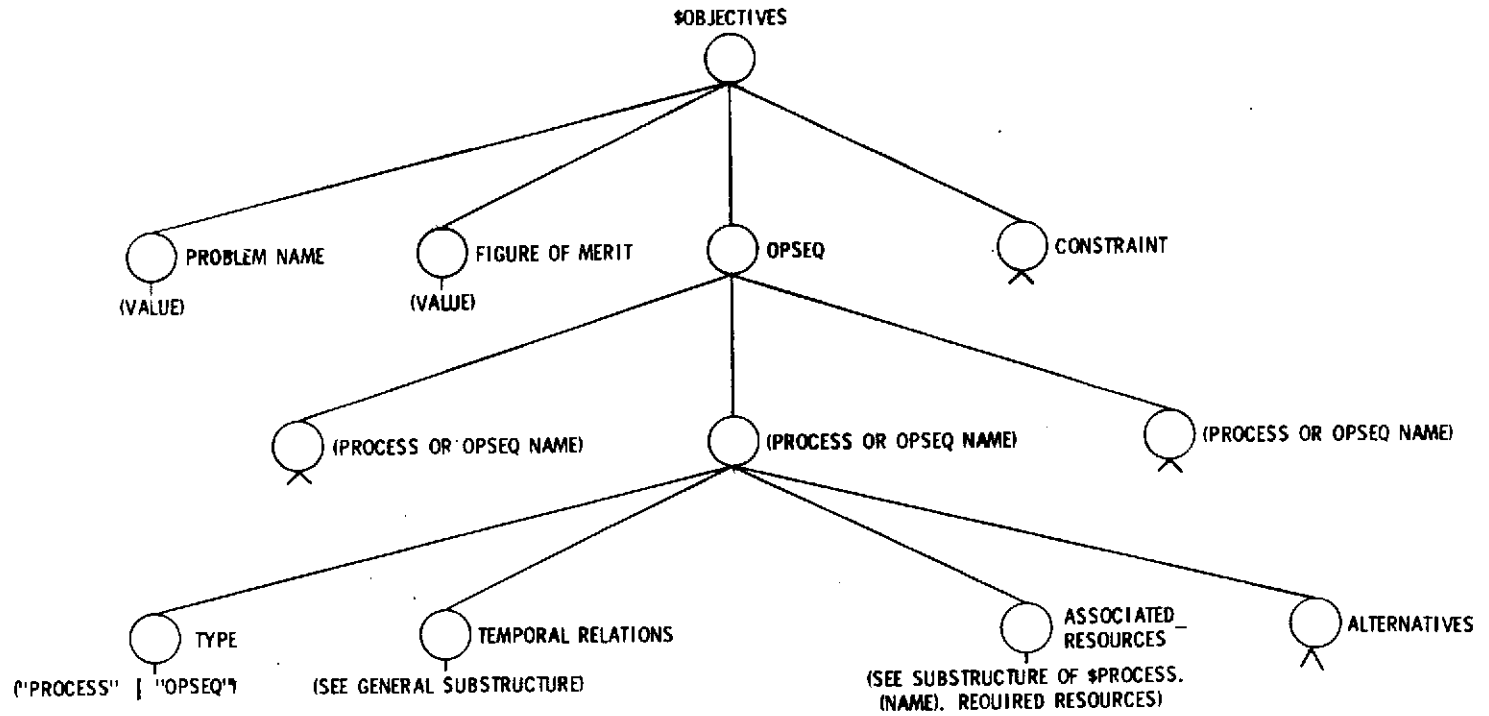 $OBJECTIVES
PROBLEM NAME
(VALUE)
FIGURE OF MERIT
(VALUE)
OPSEQ
CONSTRAINT
(PROCESS OR OPSEQ NAME)
(PROCESS OR OPSEQ NAME)
(PROCESS OR OPSEQ NAME)
TYPE
("PROCESS" | "OPSEQ")
TEMPORAL RELATIONS
(SEE GENERAL SUBSTRUCTURE)
ASSOCIATED_
RESOURCES
(SEE SUBSTRUCTURE OF $PROCESS.
(NAME). REQUIRED RESOURCES)
ALTERNATIVES